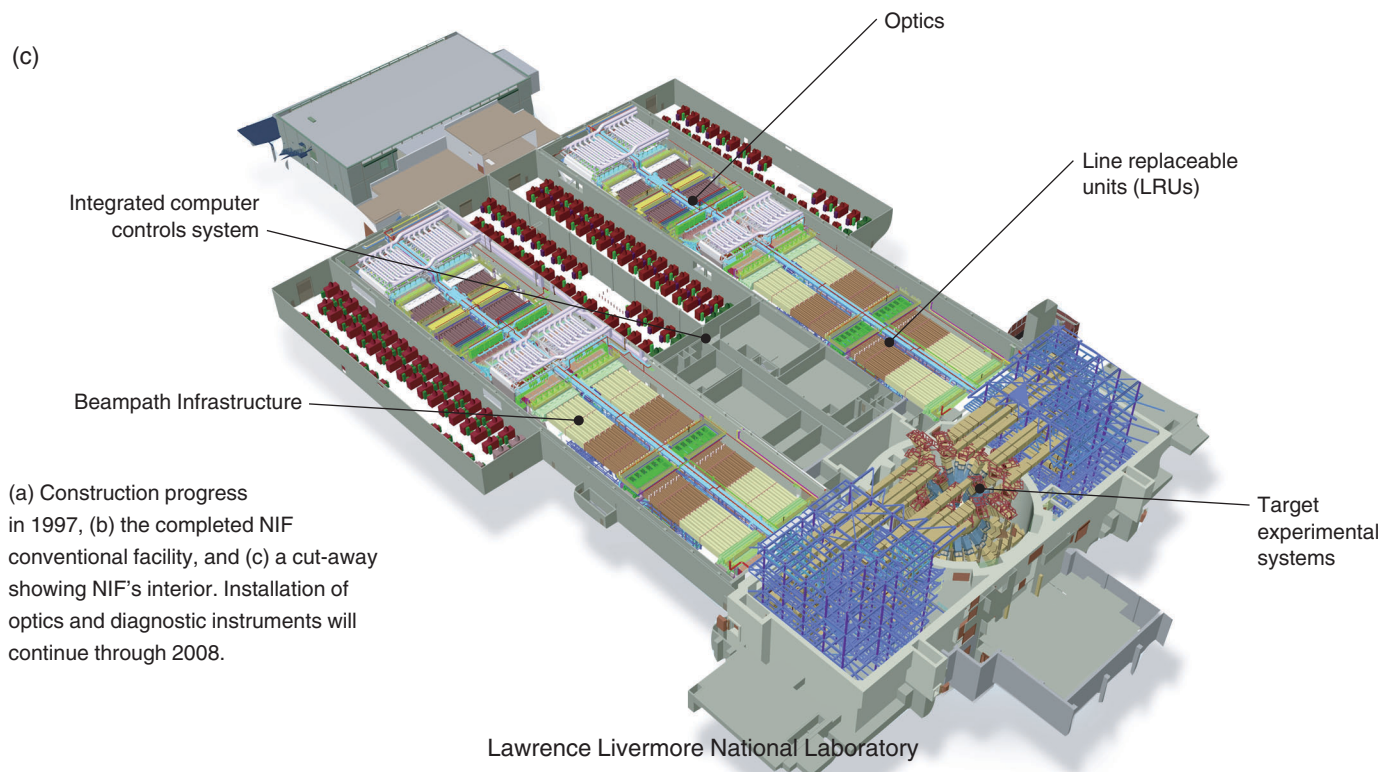 (c)
Optics
Line replaceable
units (LRUs)
Integrated computer
controls system
Beampath Infrastructure
(a) Construction progress
in 1997, (b) the completed NIF
conventional facility, and (c) a cut-away
showing NIF's interior. Installation of
optics and diagnostic instruments will
continue through 2008.
Target
experimental
systems
Lawrence Livermore National Laboratory